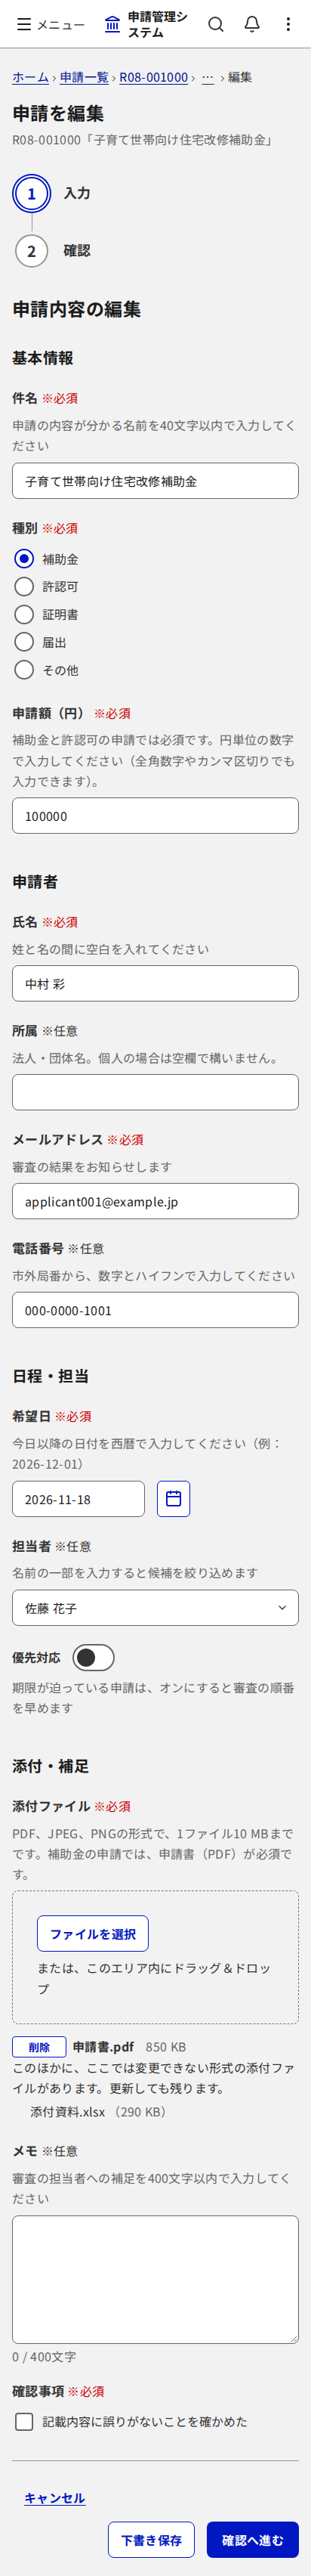 メニュー
申請管理シ
ステム
ホーム › 申請一覧 › R08-001000 › … › 編集
申請を編集
R08-001000「子育て世帯向け住宅改修補助金」
1 入力
2 確認
申請内容の編集
基本情報
件名 ※必須
申請の内容が分かる名前を40文字以内で入力してく
ださい
子育て世帯向け住宅改修補助金
種別 ※必須
補助金
許認可
証明書
届出
その他
申請額（円） ※必須
補助金と許認可の申請では必須です。円単位の数字
で入力してください（全角数字やカンマ区切りでも
入力できます）。
100000
申請者
氏名 ※必須
姓と名の間に空白を入れてください
中村 彩
所属 ※任意
法人・団体名。個人の場合は空欄で構いません。
メールアドレス ※必須
審査の結果をお知らせします
applicant001@example.jp
電話番号 ※任意
市外局番から、数字とハイフンで入力してください
000-0000-1001
日程・担当
希望日 ※必須
今日以降の日付を西暦で入力してください（例：
2026-12-01）
2026-11-18
担当者 ※任意
名前の一部を入力すると候補を絞り込めます
佐藤 花子
優先対応
期限が迫っている申請は、オンにすると審査の順番
を早めます
添付・補足
添付ファイル ※必須
PDF、JPEG、PNGの形式で、1ファイル10 MBまで
です。補助金の申請では、申請書（PDF）が必須で
す。
ファイルを選択
または、このエリア内にドラッグ＆ドロッ
プ
削除 申請書.pdf 850 KB
このほかに、ここでは変更できない形式の添付ファ
イルがあります。更新しても残ります。
添付資料.xlsx （290 KB）
メモ ※任意
審査の担当者への補足を400文字以内で入力してく
ださい
0 / 400文字
確認事項 ※必須
記載内容に誤りがないことを確かめた
キャンセル
下書き保存 確認へ進む